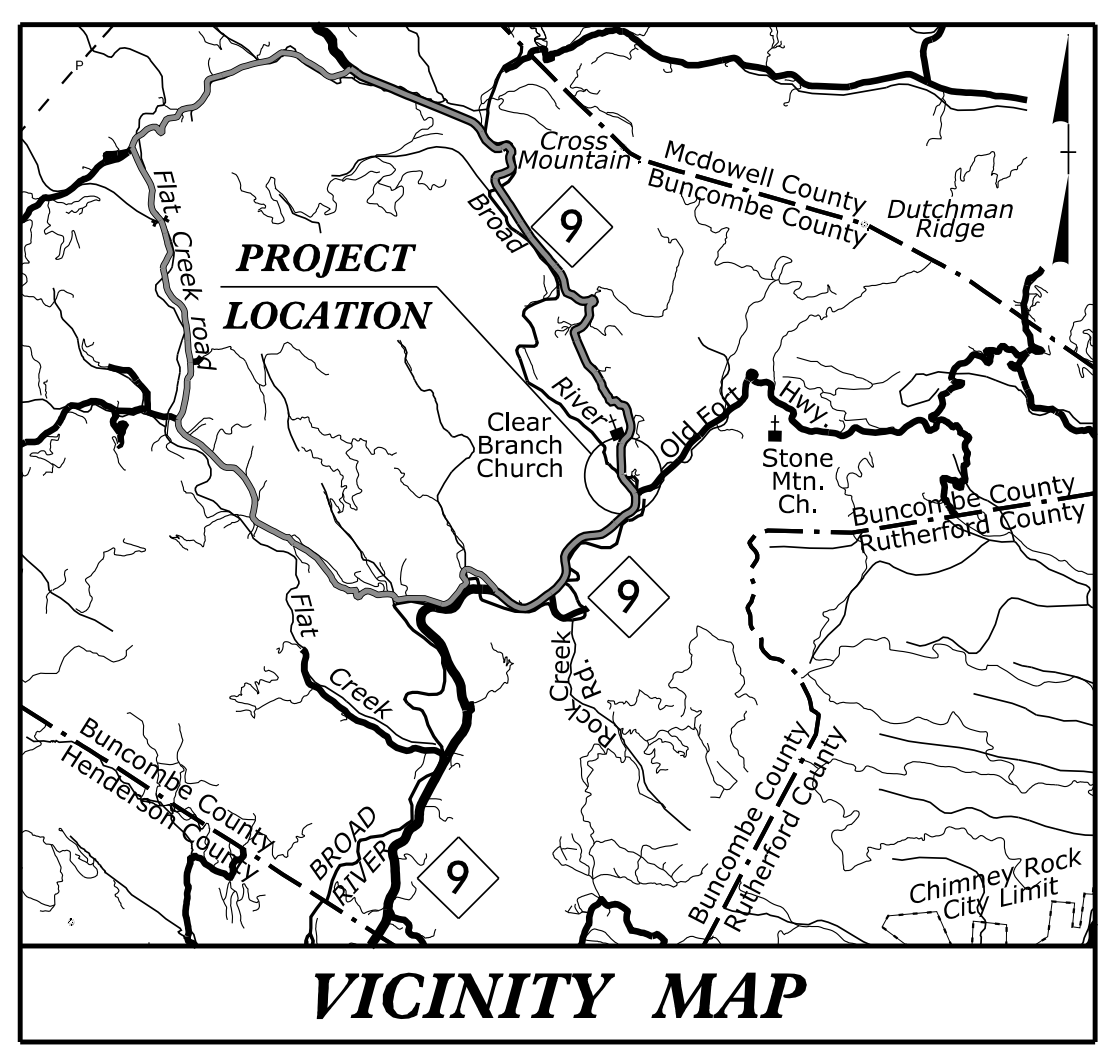 P
Cross
Mountain
Mcdowell County
Buncombe County
Dutchman
Ridge
Flat Creek road
Broad
9
PROJECT
LOCATION
River
Clear
Branch
Church
Old Fort Hwy.
Stone
Mtn.
Ch.
Buncombe County
Rutherford County
9
Flat
Creek
Rock Creek
Rd.
Buncombe County
Henderson County
BROAD
RIVER
9
Buncombe County
Rutherford County
Chimney Rock
City Limit
VICINITY MAP